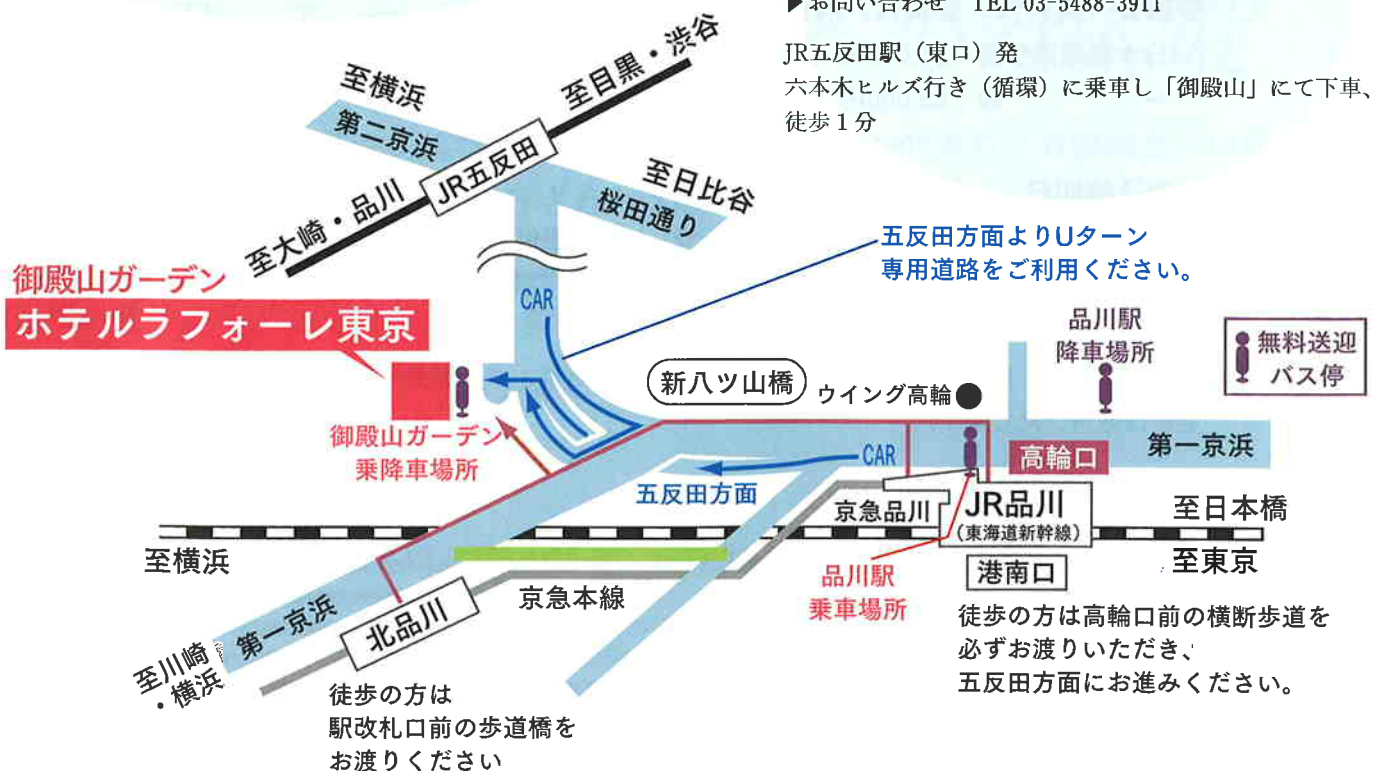 ▶お問い合わせ TEL 03-5488-3911
JR五反田駅（東口）発
六本木ヒルズ行き（循環）に乗車し「御殿山」にて下車、
徒歩１分
至横浜
第二京浜
至目黒・渋谷
JR五反田
至大崎・品川
至日比谷
桜田通り
五反田方面よりUターン
専用道路をご利用ください。
御殿山ガーデン
ホテルラフォーレ東京
CAR
品川駅
降車場所
無料送迎
バス停
新八ツ山橋
ウイング高輪
御殿山ガーデン
乗降車場所
CAR
高輪口
第一京浜
五反田方面
京急品川
JR品川
（東海道新幹線）
至日本橋
至横浜
至東京
港南口
品川駅
乗車場所
京急本線
北品川
第一京浜
至川崎
・横浜
徒歩の方は高輪口前の横断歩道を
必ずお渡りいただき、
五反田方面にお進みください。
徒歩の方は
駅改札口前の歩道橋を
お渡りください